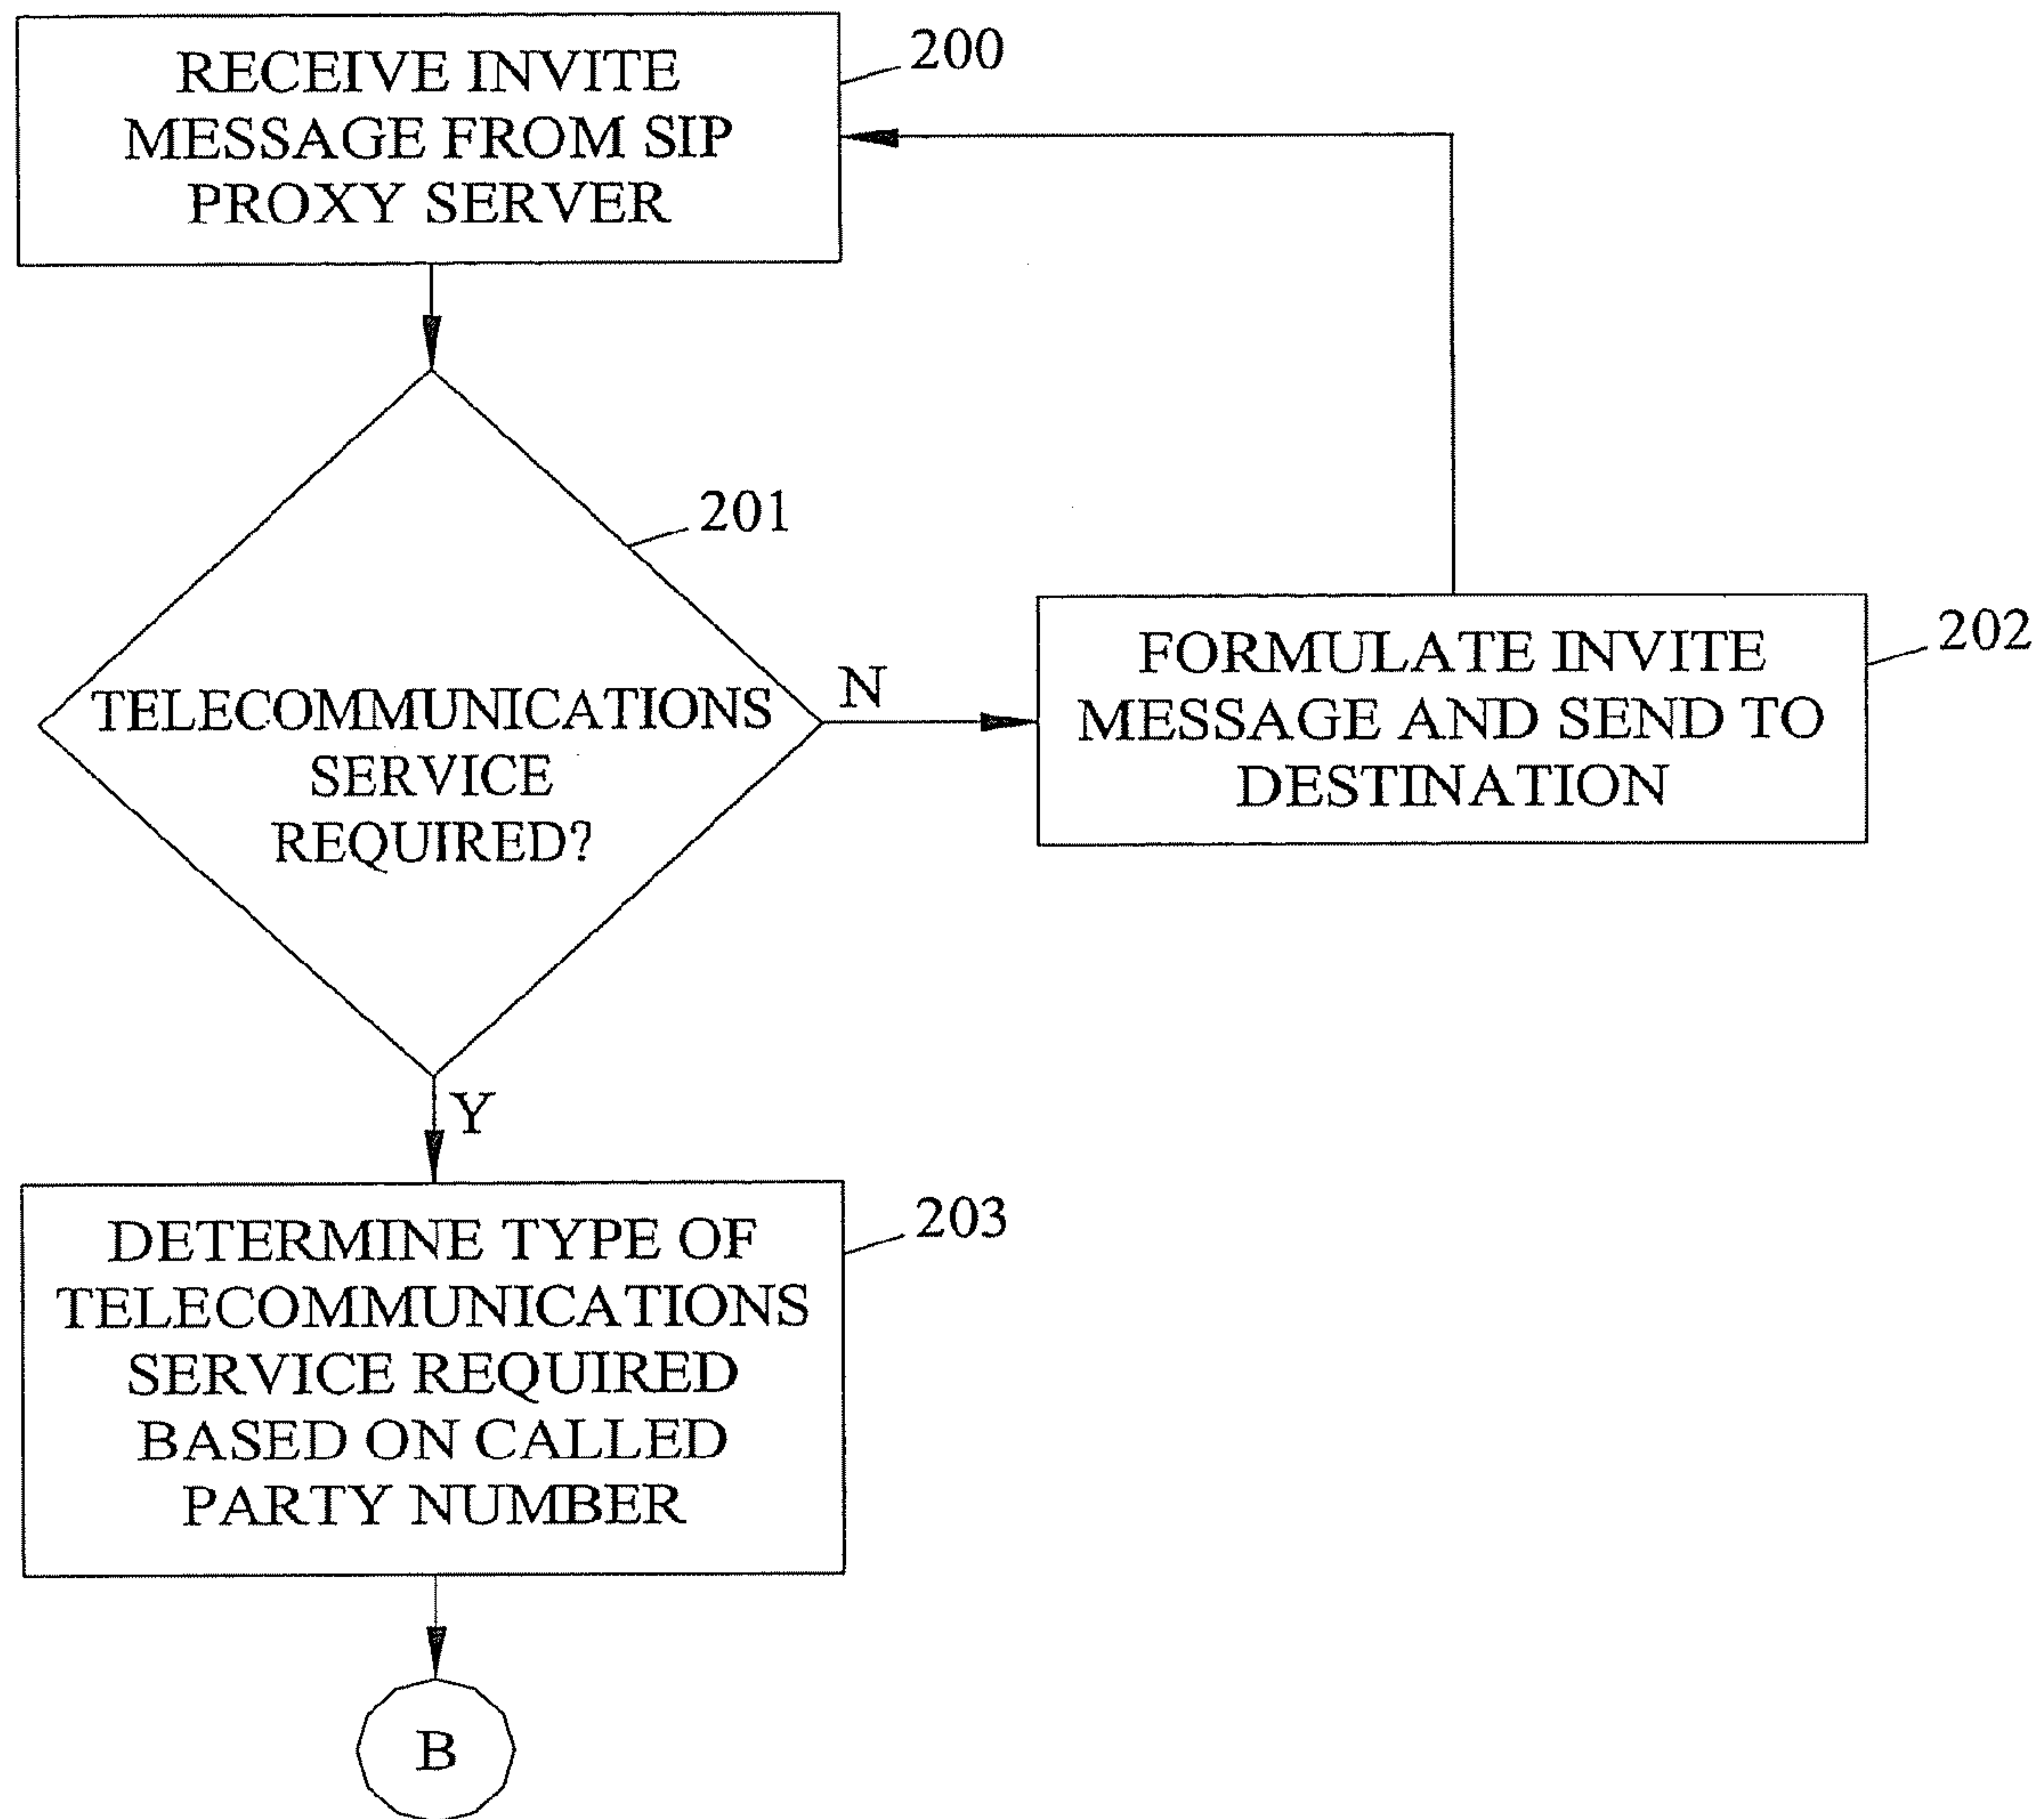 RECEIVE INVITE
MESSAGE FROM SIP
PROXY SERVER
200
201
TELECOMMUNICATIONS
SERVICE
REQUIRED?
N
FORMULATE INVITE
MESSAGE AND SEND TO
DESTINATION
202
Y
DETERMINE TYPE OF
TELECOMMUNICATIONS
SERVICE REQUIRED
BASED ON CALLED
PARTY NUMBER
203
B